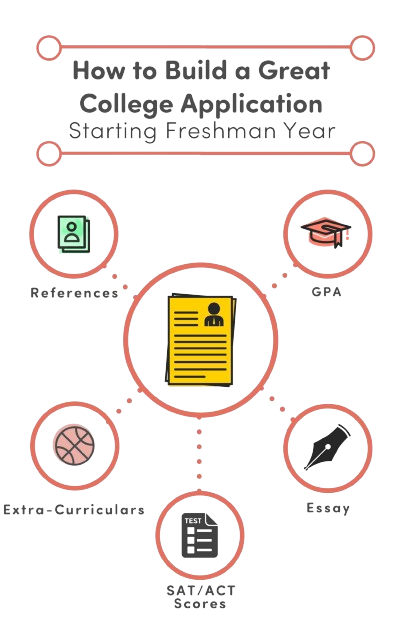 How to Build a Great
College Application
Starting Freshman Year
References
GPA
Extra-Curriculars
Essay
TEST
SAT/ACT
Scores